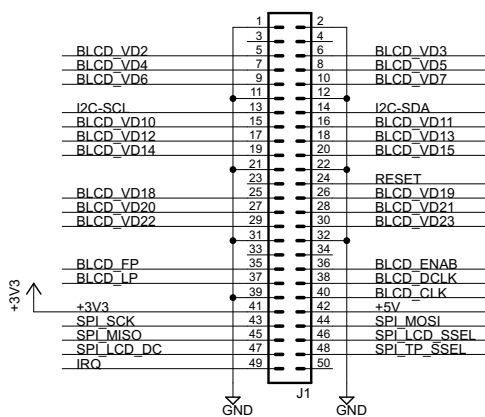 1 2
3 4
BLCD_VD2 5 6 BLCD_VD3
BLCD_VD4 7 8 BLCD_VD5
BLCD_VD6 9 10 BLCD_VD7
11 12
I2C-SCL 13 14 I2C-SDA
BLCD_VD10 15 16 BLCD_VD11
BLCD_VD12 17 18 BLCD_VD13
BLCD_VD14 19 20 BLCD_VD15
21 22
23 24 RESET
BLCD_VD18 25 26 BLCD_VD19
BLCD_VD20 27 28 BLCD_VD21
BLCD_VD22 29 30 BLCD_VD23
31 32
33 34
BLCD_FP 35 36 BLCD_ENAB
BLCD_LP 37 38 BLCD_DCLK
39 40 BLCD_CLK
+3V3
+3V3 41 42 +5V
SPI_SCK 43 44 SPI_MOSI
SPI_MISO 45 46 SPI_LCD_SSEL
SPI_LCD_DC 47 48 SPI_TP_SSEL
IRQ 49 50
J1
GND GND